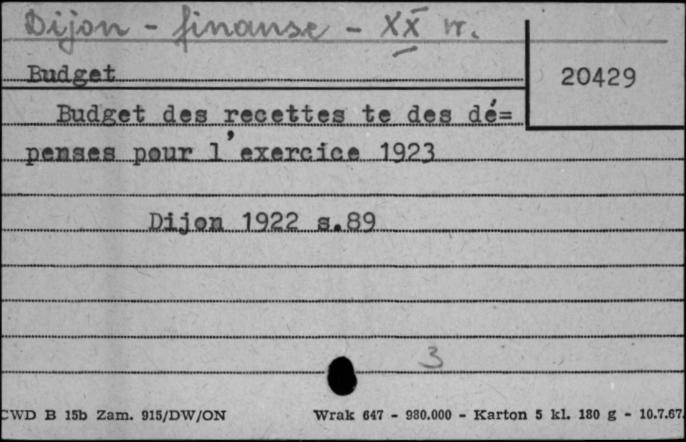 Dijon - finanse - XX w.
Budget
20429
Budget des recettes te des dé=
penses pour l'exercice 1923
Dijon 1922 s.89
3
CWD B 15b Zam. 915/DW/ON Wrak 647 - 980.000 - Karton 5 kl. 180 g - 10.7.67.